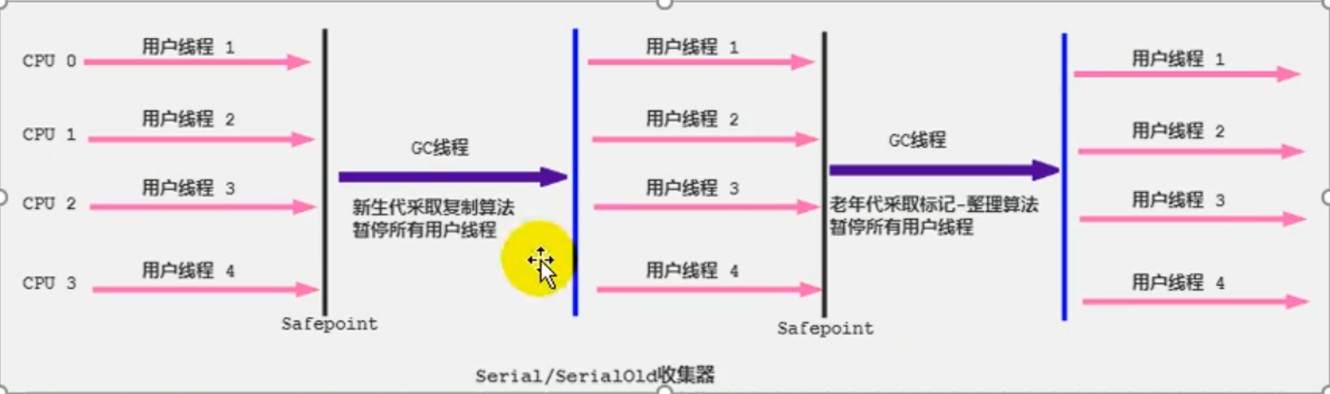 CPU 0
用户线程 1
用户线程 1
用户线程 1
CPU 1
用户线程 2
用户线程 2
用户线程 2
GC线程
GC线程
CPU 2
用户线程 3
用户线程 3
用户线程 3
新生代采取复制算法
暂停所有用户线程
老年代采取标记-整理算法
暂停所有用户线程
CPU 3
用户线程 4
用户线程 4
用户线程 4
Safepoint
Safepoint
Serial/SerialOld收集器